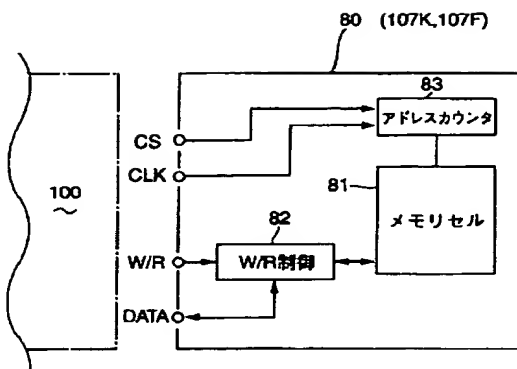 80 (107K,107F)
83
アドレスカウンタ
CS
CLK
81
メモリセル
100
82
W/R
W/R制御
DATA